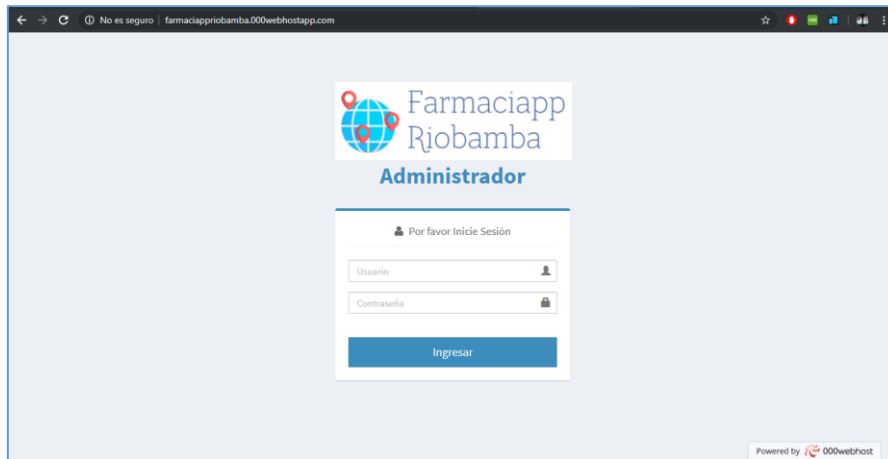 No es seguro | farmaciappriobamba.000webhostapp.com
Farmaciapp
Riobamba
Administrador
Por favor Inicie Sesión
Usuario
Contraseña
Ingresar
Powered by 000webhost